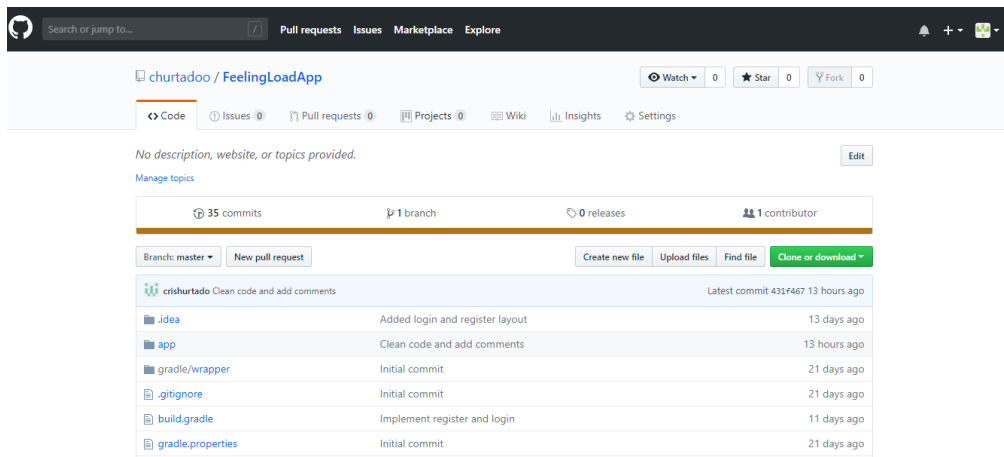 Search or jump to... / Pull requests Issues Marketplace Explore
churtadoo / FeelingLoadApp Watch 0 Star 0 Fork 0
Code Issues 0 Pull requests 0 Projects 0 Wiki Insights Settings
No description, website, or topics provided. Edit
Manage topics
35 commits 1 branch 0 releases 1 contributor
Branch: master New pull request Create new file Upload files Find file Clone or download
crishurtado Clean code and add comments Latest commit 431f467 13 hours ago
.idea Added login and register layout 13 days ago
app Clean code and add comments 13 hours ago
gradle/wrapper Initial commit 21 days ago
.gitignore Initial commit 21 days ago
build.gradle Implement register and login 11 days ago
gradle.properties Initial commit 21 days ago